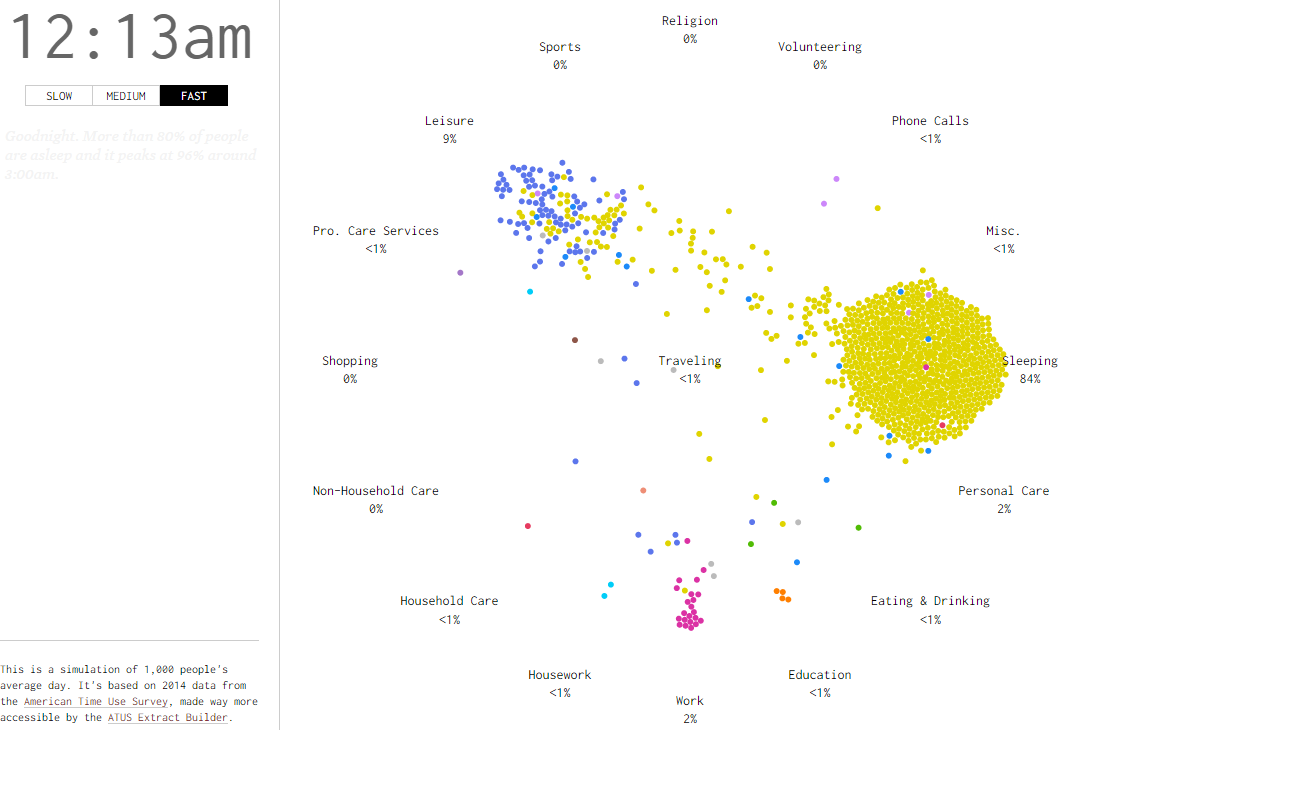 12:13am
SLOW MEDIUM FAST
Goodnight. More than 80% of people
are asleep and it peaks at 96% around
3:00am.
Religion
0%
Sports
0%
Volunteering
0%
Leisure
9%
Phone Calls
<1%
Pro. Care Services
<1%
Misc.
<1%
Shopping
0%
Traveling
<1%
Sleeping
84%
Non-Household Care
0%
Personal Care
2%
Household Care
<1%
Eating & Drinking
<1%
Housework
<1%
Education
<1%
Work
2%
This is a simulation of 1,000 people's
average day. It's based on 2014 data from
the American Time Use Survey, made way more
accessible by the ATUS Extract Builder.